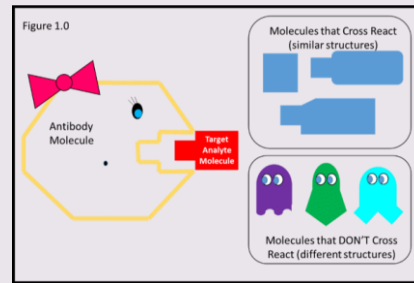 Figure 1.0
Antibody
Molecule
Target
Analyte
Molecule
Molecules that Cross React
(similar structures)
Molecules that DON'T Cross
React (different structures)